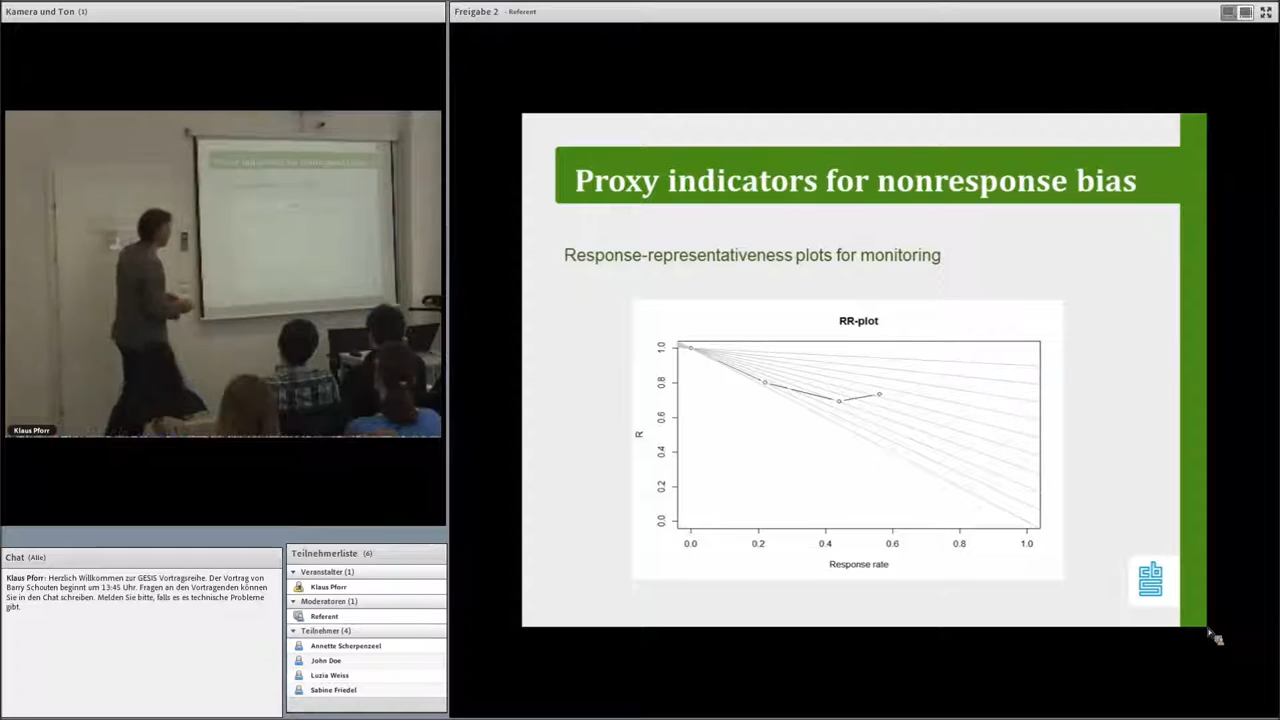 Kamera und Ton (1)
Klaus Pforr
Chat (Alle)
Klaus Pforr: Herzlich Willkommen zur GESIS Vortragsreihe. Der Vortrag von
Barry Schouten beginnt um 13:45 Uhr. Fragen an den Vortragenden können
Sie in den Chat schreiben. Melden Sie bitte, falls es es technische Probleme
gibt.
Teilnehmerliste (6)
Veranstalter (1)
Klaus Pforr
Moderatoren (1)
Referent
Teilnehmer (4)
Annette Scherpenzeel
John Doe
Luzia Weiss
Sabine Friedel
Freigabe 2 - Referent
Proxy indicators for nonresponse bias
Response-representativeness plots for monitoring
RR-plot
R
1.0
0.8
0.6
0.4
0.2
0.0
0.0 0.2 0.4 0.6 0.8 1.0
Response rate
cbs